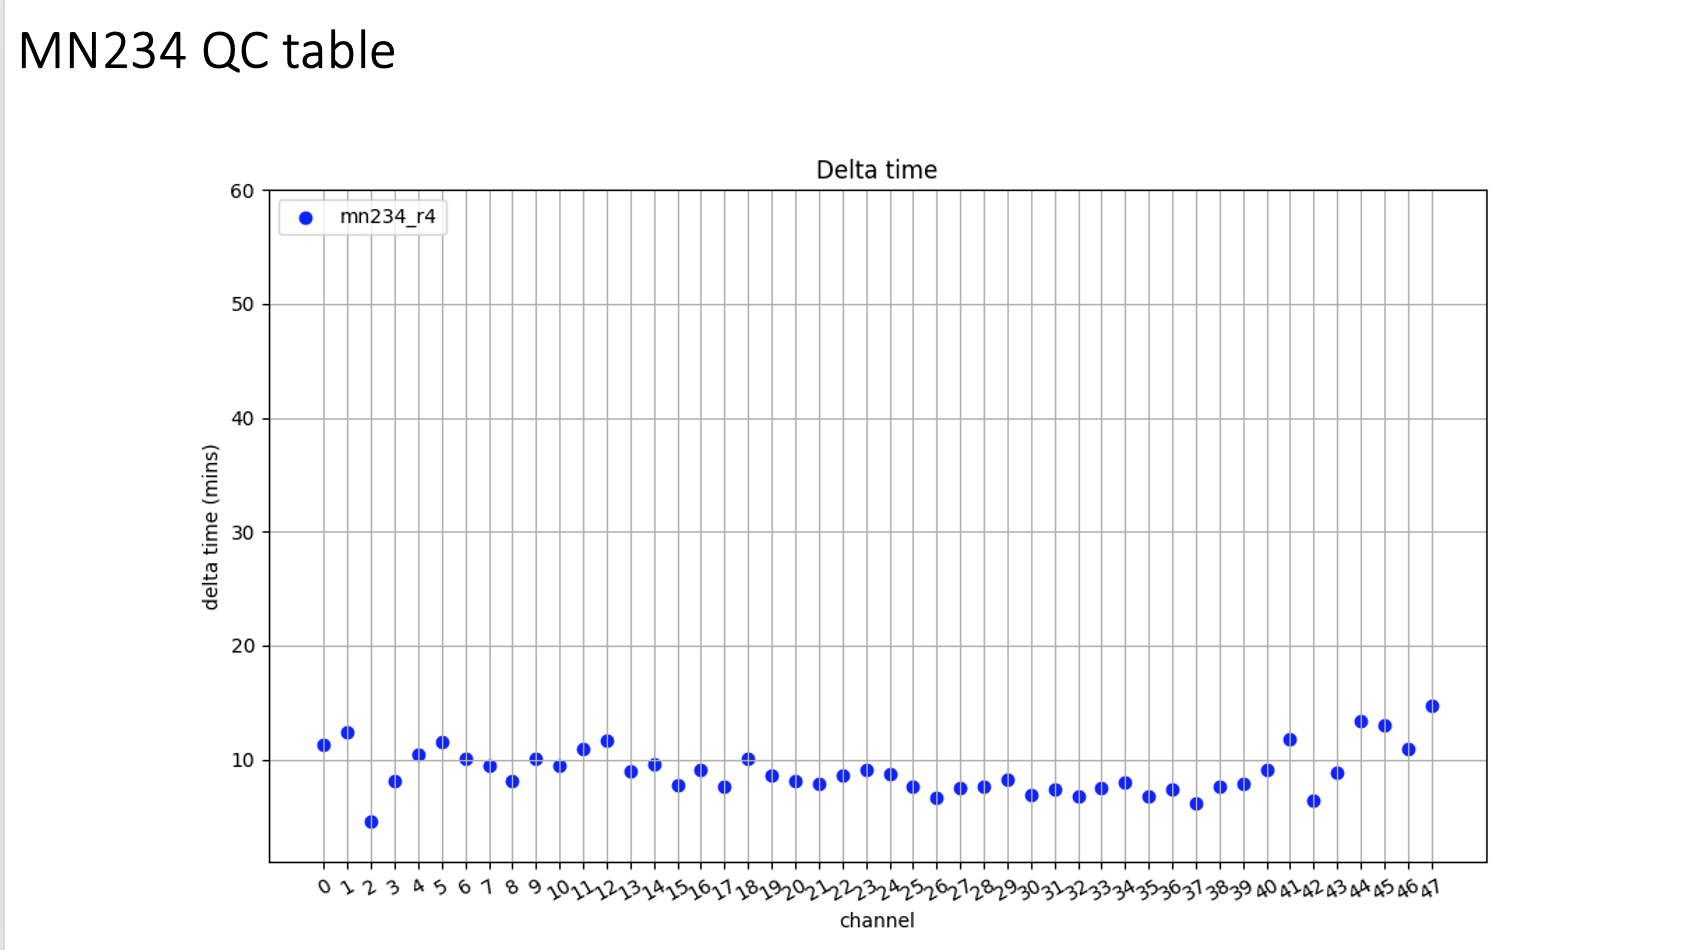 MN234 QC table
Delta time
mn234_r4
60
50
40
30
20
10
delta time (mins)
0 1 2 3 4 5 6 7 8 9 10 11 12 13 14 15 16 17 18 19 20 21 22 23 24 25 26 27 28 29 30 31 32 33 34 35 36 37 38 39 40 41 42 43 44 45 46 47
channel